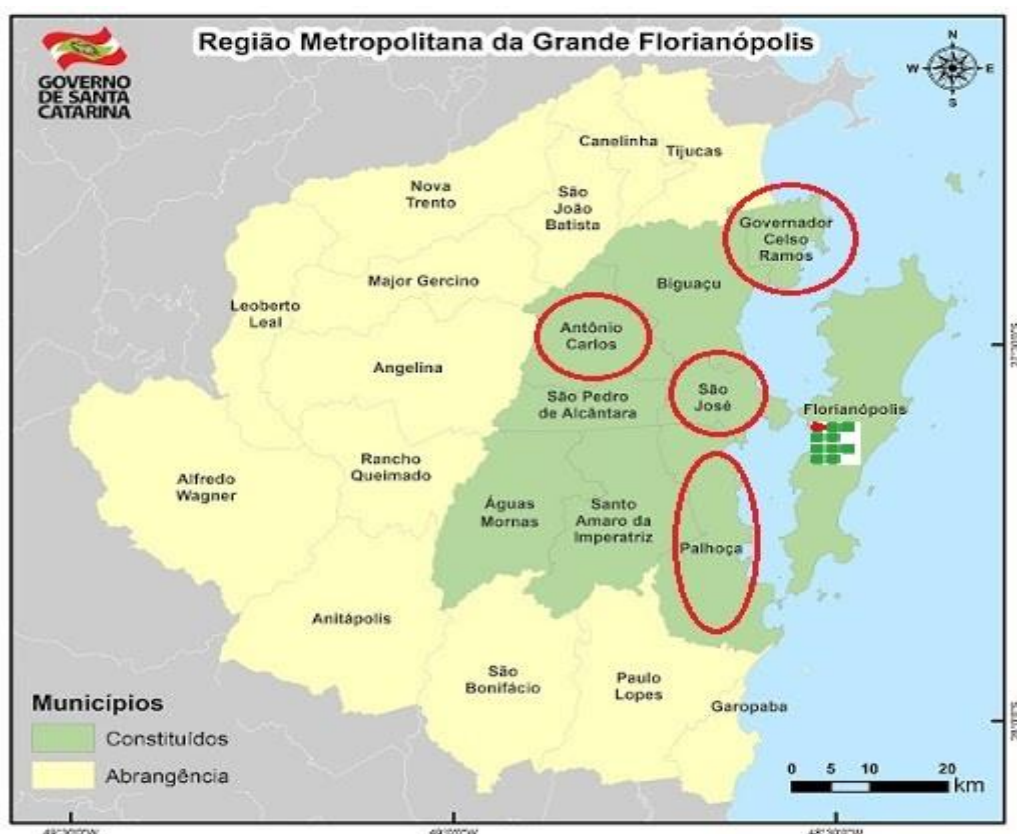 Região Metropolitana da Grande Florianópolis
GOVERNO
DE SANTA
CATARINA
N
W
E
S
Canelinha
Tijucas
Nova
Trento
São
João
Batista
Governador
Celso
Ramos
Major Gercino
Biguaçu
Leoberto
Leal
Antônio
Carlos
Angelina
São Pedro
de Alcântara
São
José
Florianópolis
Rancho
Queimado
Alfredo
Wagner
Águas
Mornas
Santo
Amaro da
Imperatriz
Palhoça
Anitápolis
São
Bonifácio
Paulo
Lopes
Garopaba
Municípios
Constituídos
Abrangência
0 5 10 20
km